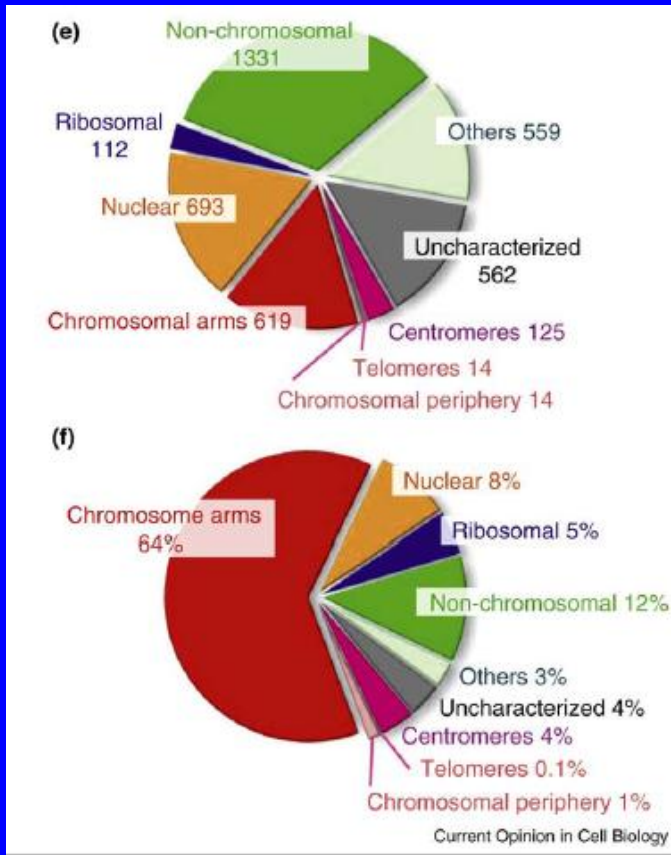 (e)
Non-chromosomal
1331
Ribosomal
112
Others 559
Nuclear 693
Uncharacterized
562
Chromosomal arms 619
Centromeres 125
Telomeres 14
Chromosomal periphery 14
(f)
Nuclear 8%
Chromosome arms
64%
Ribosomal 5%
Non-chromosomal 12%
Others 3%
Uncharacterized 4%
Centromeres 4%
Telomeres 0.1%
Chromosomal periphery 1%
Current Opinion in Cell Biology